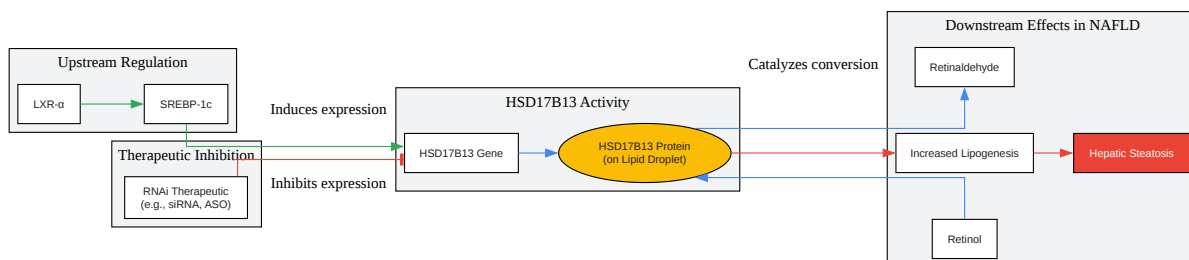 Upstream Regulation
LXR-α
SREBP-1c
Therapeutic Inhibition
RNAi Therapeutic
(e.g., siRNA, ASO)
Induces expression
Inhibits expression
HSD17B13 Activity
HSD17B13 Gene
HSD17B13 Protein
(on Lipid Droplet)
Catalyzes conversion
Downstream Effects in NAFLD
Retinaldehyde
Increased Lipogenesis
Hepatic Steatosis
Retinol